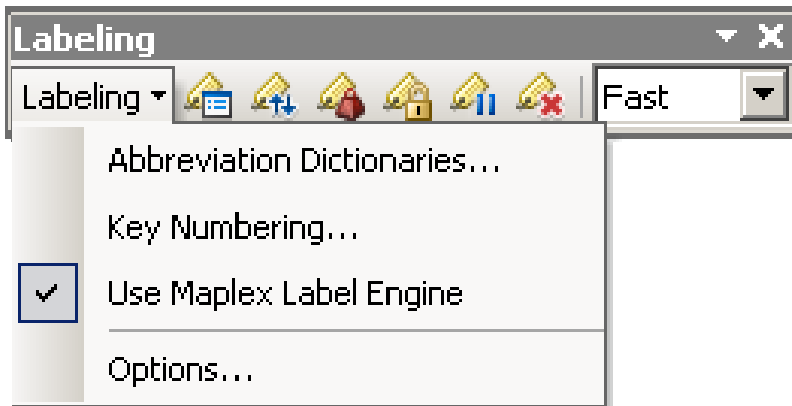 Labeling
Labeling Fast
Abbreviation Dictionaries...
Key Numbering...
Use Maplex Label Engine
Options...